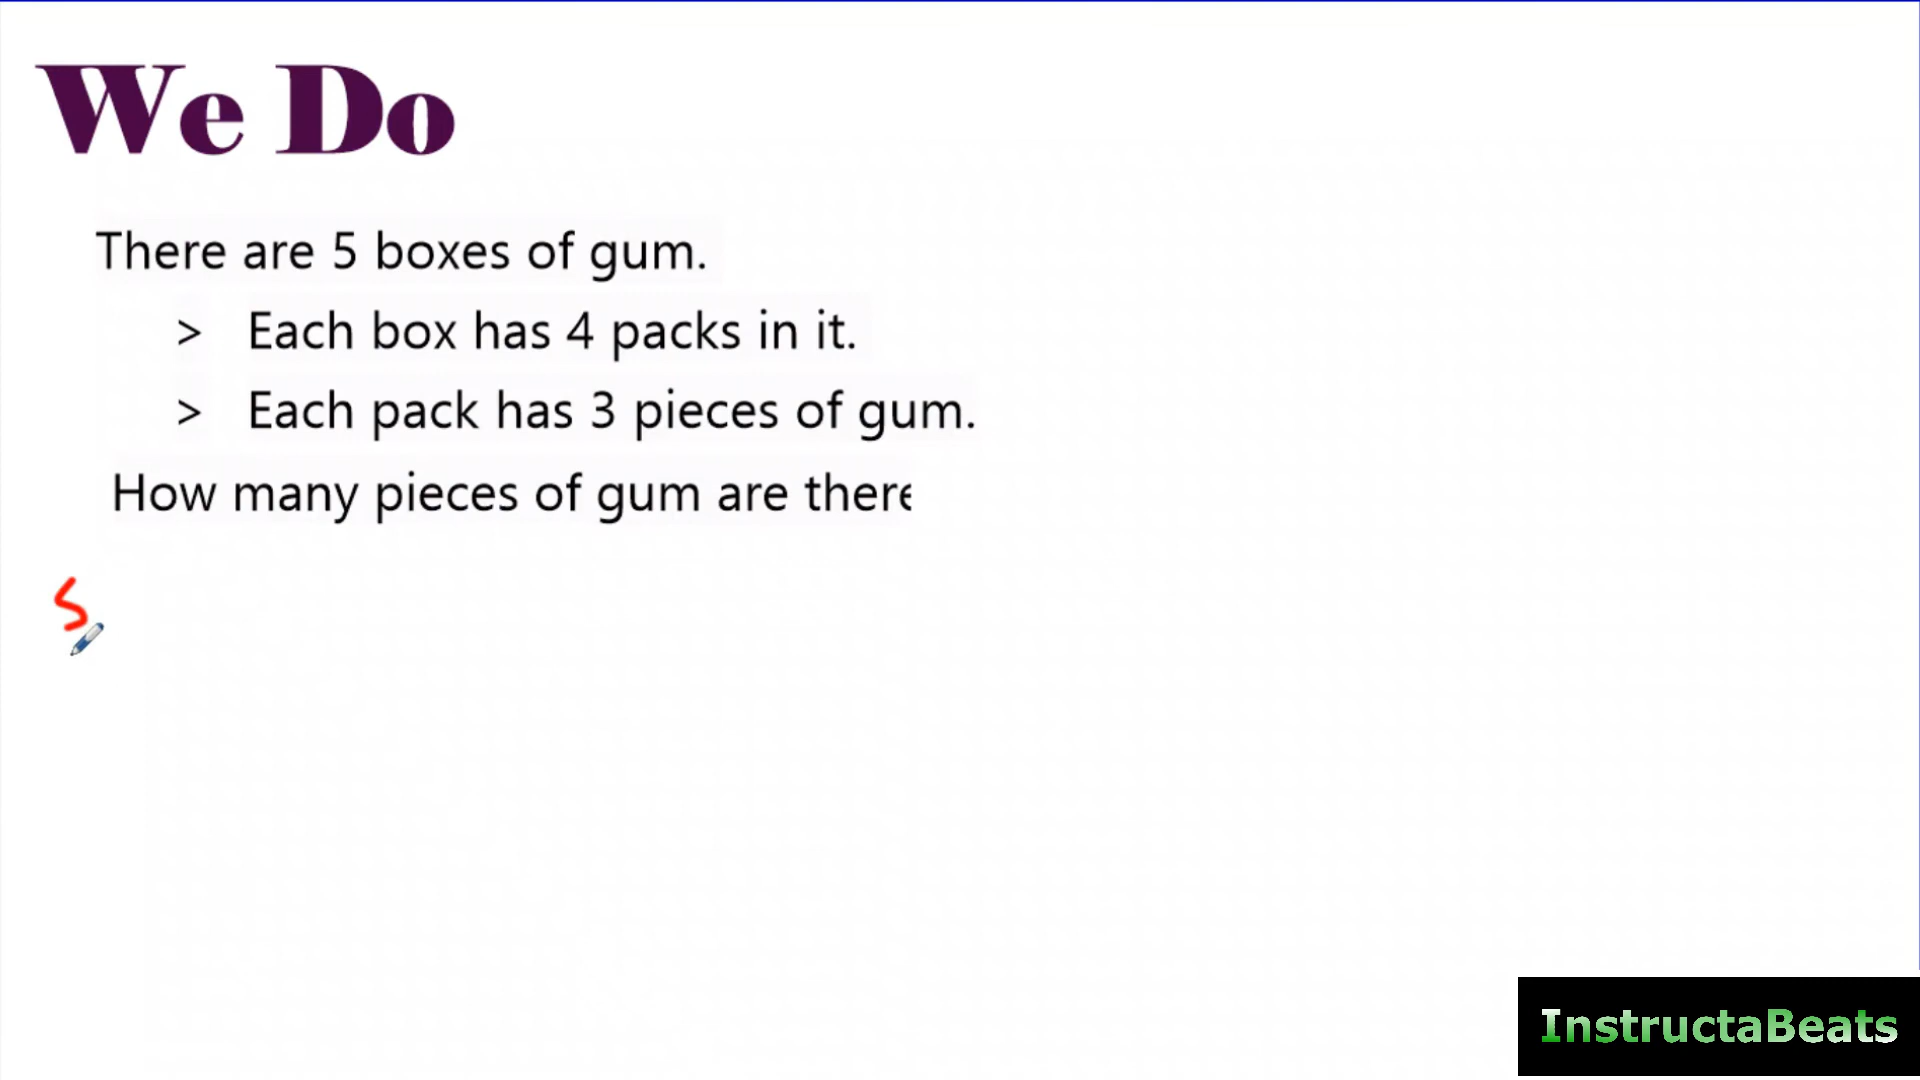 We Do
There are 5 boxes of gum.
> Each box has 4 packs in it.
> Each pack has 3 pieces of gum.
How many pieces of gum are there
5
InstructaBeats